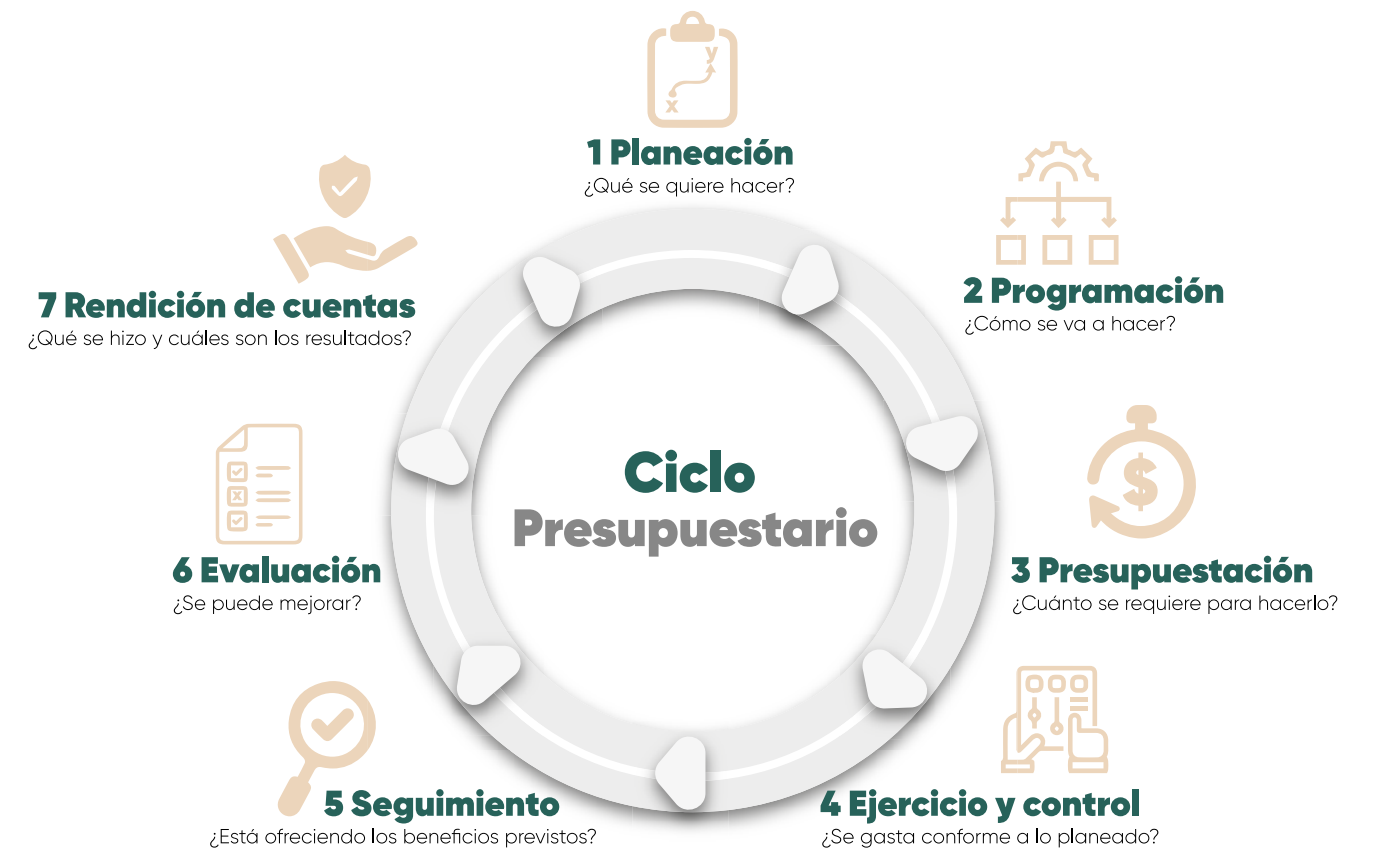 1 Planeación
¿Qué se quiere hacer?
2 Programación
¿Cómo se va a hacer?
3 Presupuestación
¿Cuánto se requiere para hacerlo?
4 Ejercicio y control
¿Se gasta conforme a lo planeado?
5 Seguimiento
¿Está ofreciendo los beneficios previstos?
6 Evaluación
¿Se puede mejorar?
7 Rendición de cuentas
¿Qué se hizo y cuáles son los resultados?
Ciclo
Presupuestario
x
y
$